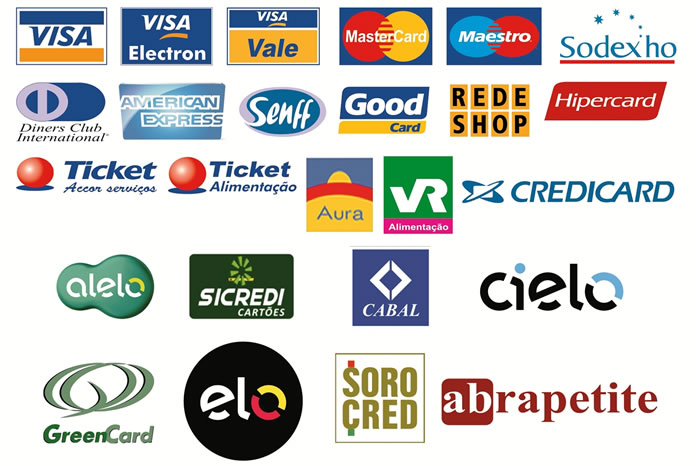 VISA
VISA
Electron
VISA
Vale
MasterCard
Maestro
Sodexho
Diners Club
International®
AMERICAN
EXPRESS
Senff
Good
Card
REDE
SHOP
Hipercard
Ticket
Accor serviços
Ticket
Alimentação
Aura
VR
Alimentação
CREDICARD
alelo
SICREDI
CARTÕES
CABAL
cielo
GreenCard
elo
SORO
CRED
abrapetite